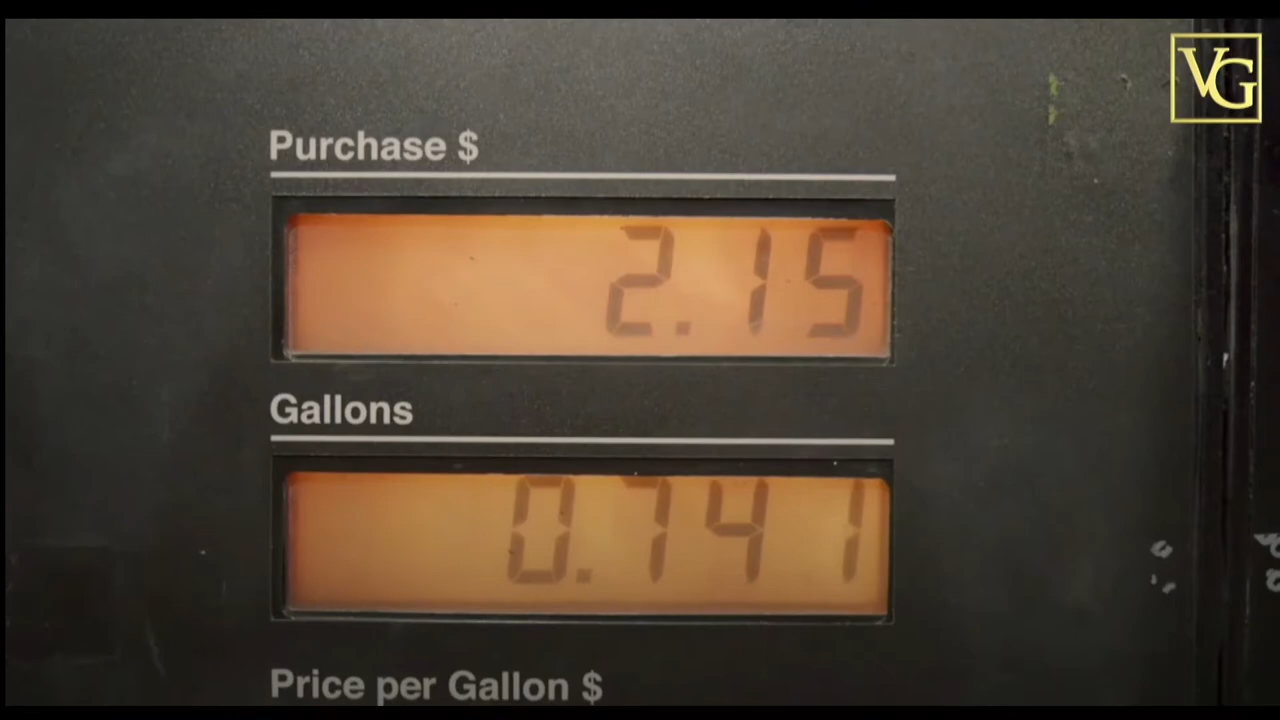 VG
Purchase $
2.15
Gallons
0.741
Price per Gallon $